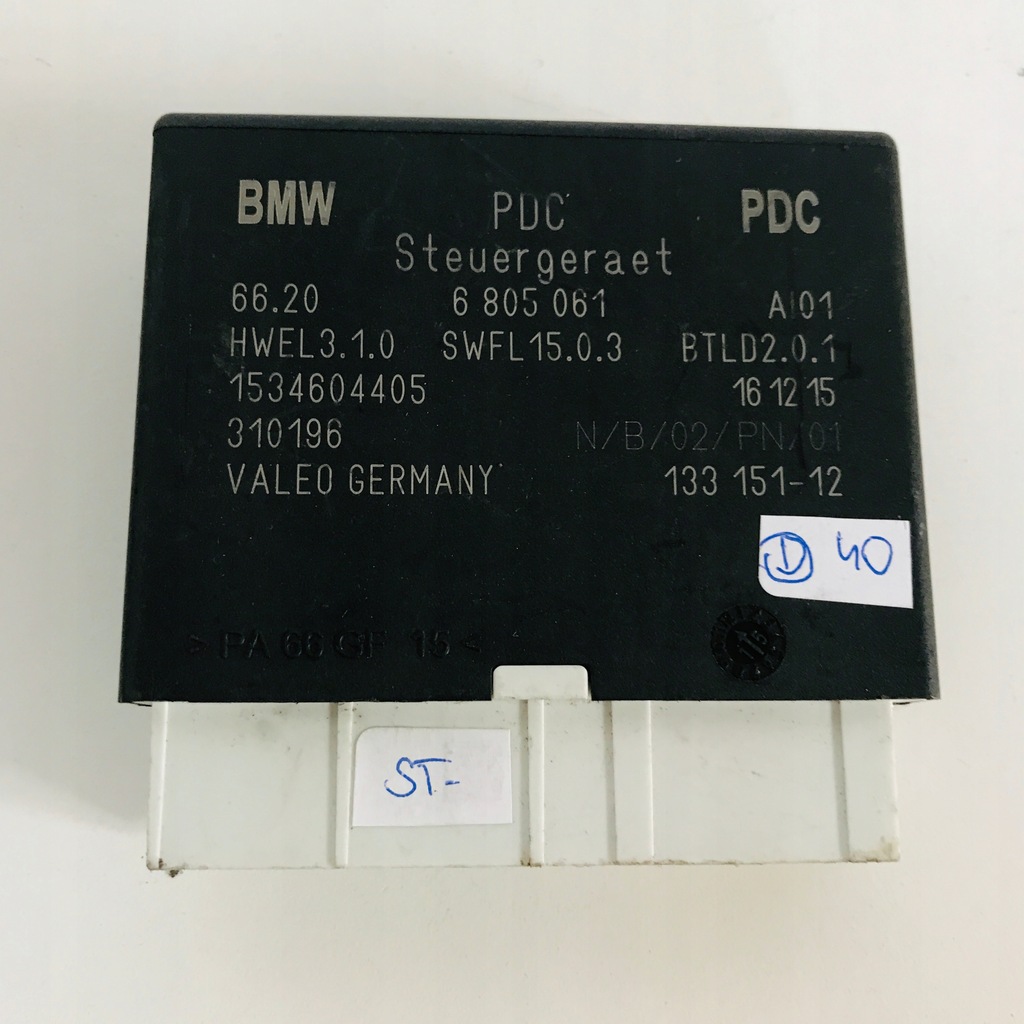 BMW PDC PDC
Steuergeraet
66.20 6 805 061 AI01
HWEL3.1.0 SWFL15.0.3 BTLD2.0.1
1534604405 16 12 15
310196 N/B/02/PN/01
VALEO GERMANY 133 151-12
D 40
> PA 66 GF 15 <
ST-